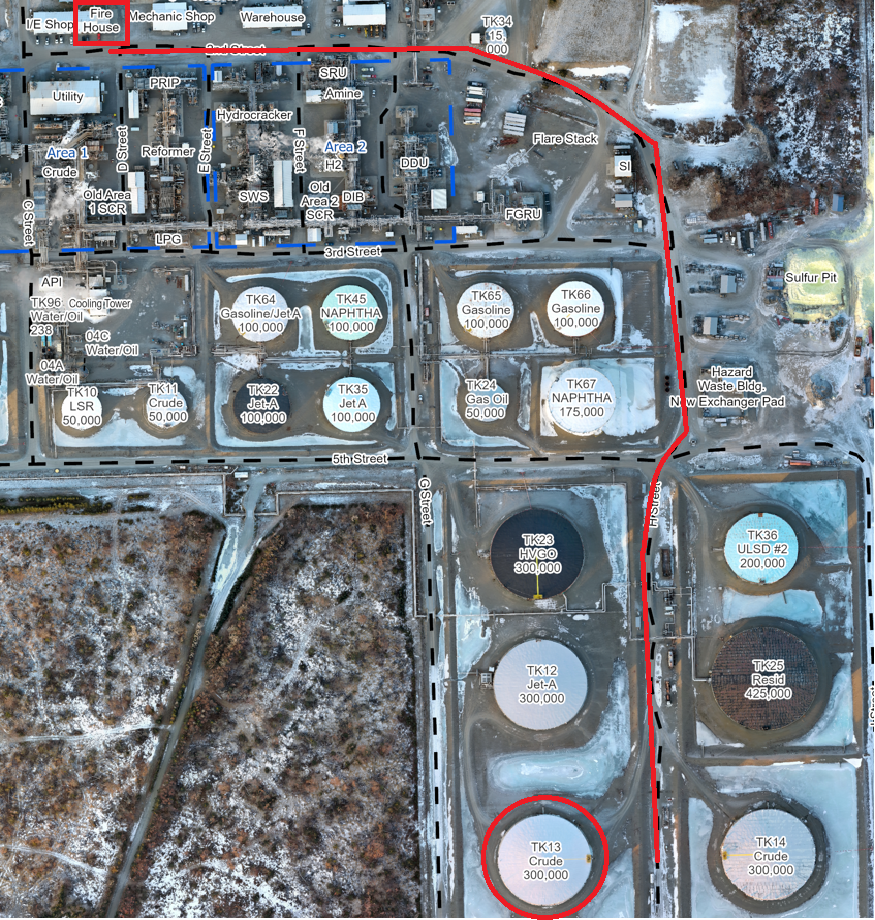 I/E Shop
Fire
House
Mechanic Shop
Warehouse
TK34
15
000
2nd Street
Utility
PRIP
SRU
Amine
Hydrocracker
Flare Stack
Area 1
Crude
D Street
Reformer
E Street
F Street
Area 2
H2
DDU
SI
Old Area
1 SCR
SWS
Old
Area 2
SCR
DIB
FGRU
C Street
LPG
3rd Street
API
TK96
Water/Oil
238
Cooling Tower
04C
Water/Oil
04A
Water/Oil
TK64
Gasoline/Jet A
100,000
TK45
NAPHTHA
100,000
TK65
Gasoline
100,000
TK66
Gasoline
100,000
Sulfur Pit
TK10
LSR
50,000
TK11
Crude
50,000
TK22
Jet-A
100,000
TK35
Jet A
100,000
TK24
Gas Oil
50,000
TK67
NAPHTHA
175,000
Hazard
Waste Bldg.
New Exchanger Pad
5th Street
G Street
H Street
TK23
HVGO
300,000
TK36
ULSD #2
200,000
TK12
Jet-A
300,000
TK25
Resid
425,000
TK13
Crude
300,000
TK14
Crude
300,000